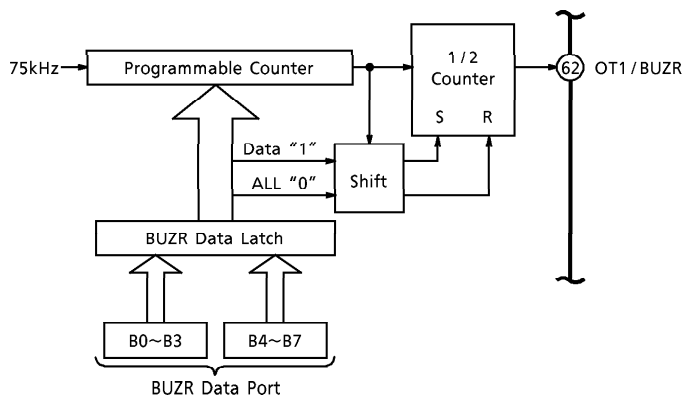 75kHz
Programmable Counter
1/2
Counter
S R
62
OT1/BUZR
Data "1"
ALL "0"
Shift
BUZR Data Latch
B0~B3
B4~B7
BUZR Data Port